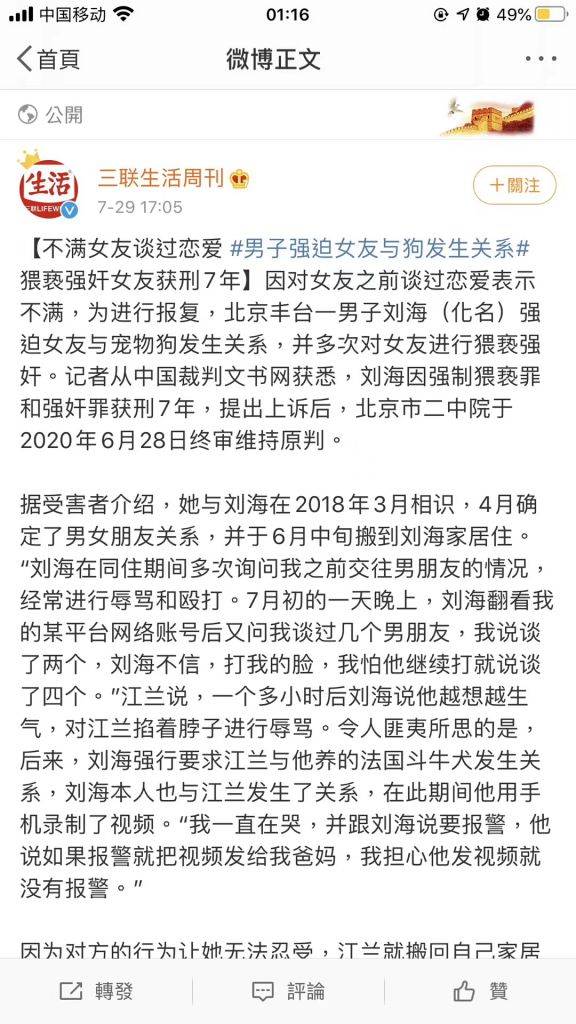 中国移动
01:16
49%
首頁
微博正文
公開
生活
三联生活周刊
7-29 17:05
+關注
【不满女友谈过恋爱 #男子强迫女友与狗发生关系#
猥亵强奸女友获刑7年】因对女友之前谈过恋爱表示
不满，为进行报复，北京丰台一男子刘海（化名）强
迫女友与宠物狗发生关系，并多次对女友进行猥亵强
奸。记者从中国裁判文书网获悉，刘海因强制猥亵罪
和强奸罪获刑7年，提出上诉后，北京市二中院于
2020年6月28日终审维持原判。
据受害者介绍，她与刘海在2018年3月相识，4月确
定了男女朋友关系，并于6月中旬搬到刘海家居住。
“刘海在同住期间多次询问我之前交往男朋友的情况，
经常进行辱骂和殴打。7月初的一天晚上，刘海翻看我
的某平台网络账号后又问我谈过几个男朋友，我说谈
了两个，刘海不信，打我的脸，我怕他继续打就说谈
了四个。”江兰说，一个多小时后刘海说他越想越生
气，对江兰掐着脖子进行辱骂。令人匪夷所思的是，
后来，刘海强行要求江兰与他养的法国斗牛犬发生关
系，刘海本人也与江兰发生了关系，在此期间他用手
机录制了视频。“我一直在哭，并跟刘海说要报警，他
说如果报警就把视频发给我爸妈，我担心他发视频就
没有报警。”
因为对方的行为让她无法忍受，江兰就搬回自己家居
轉發
評論
贊